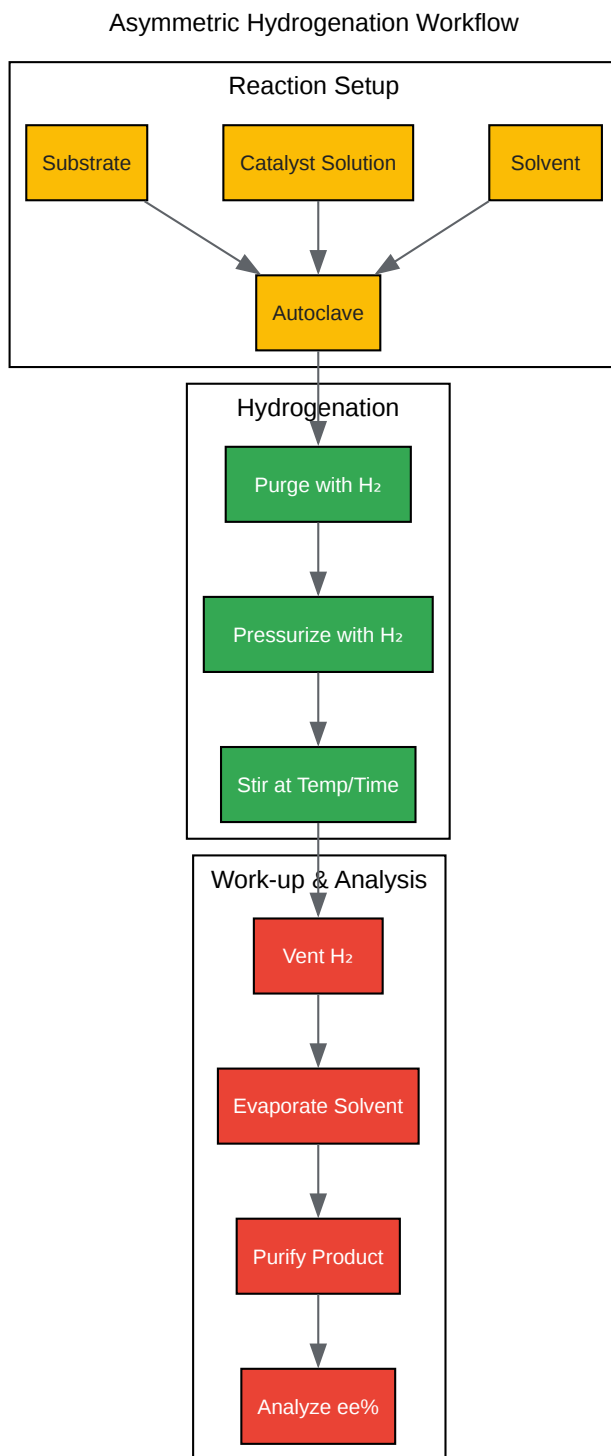 Asymmetric Hydrogenation Workflow
Reaction Setup
Substrate
Catalyst Solution
Solvent
Autoclave
Hydrogenation
Purge with H₂
Pressurize with H₂
Stir at Temp/Time
Work-up & Analysis
Vent H₂
Evaporate Solvent
Purify Product
Analyze ee%